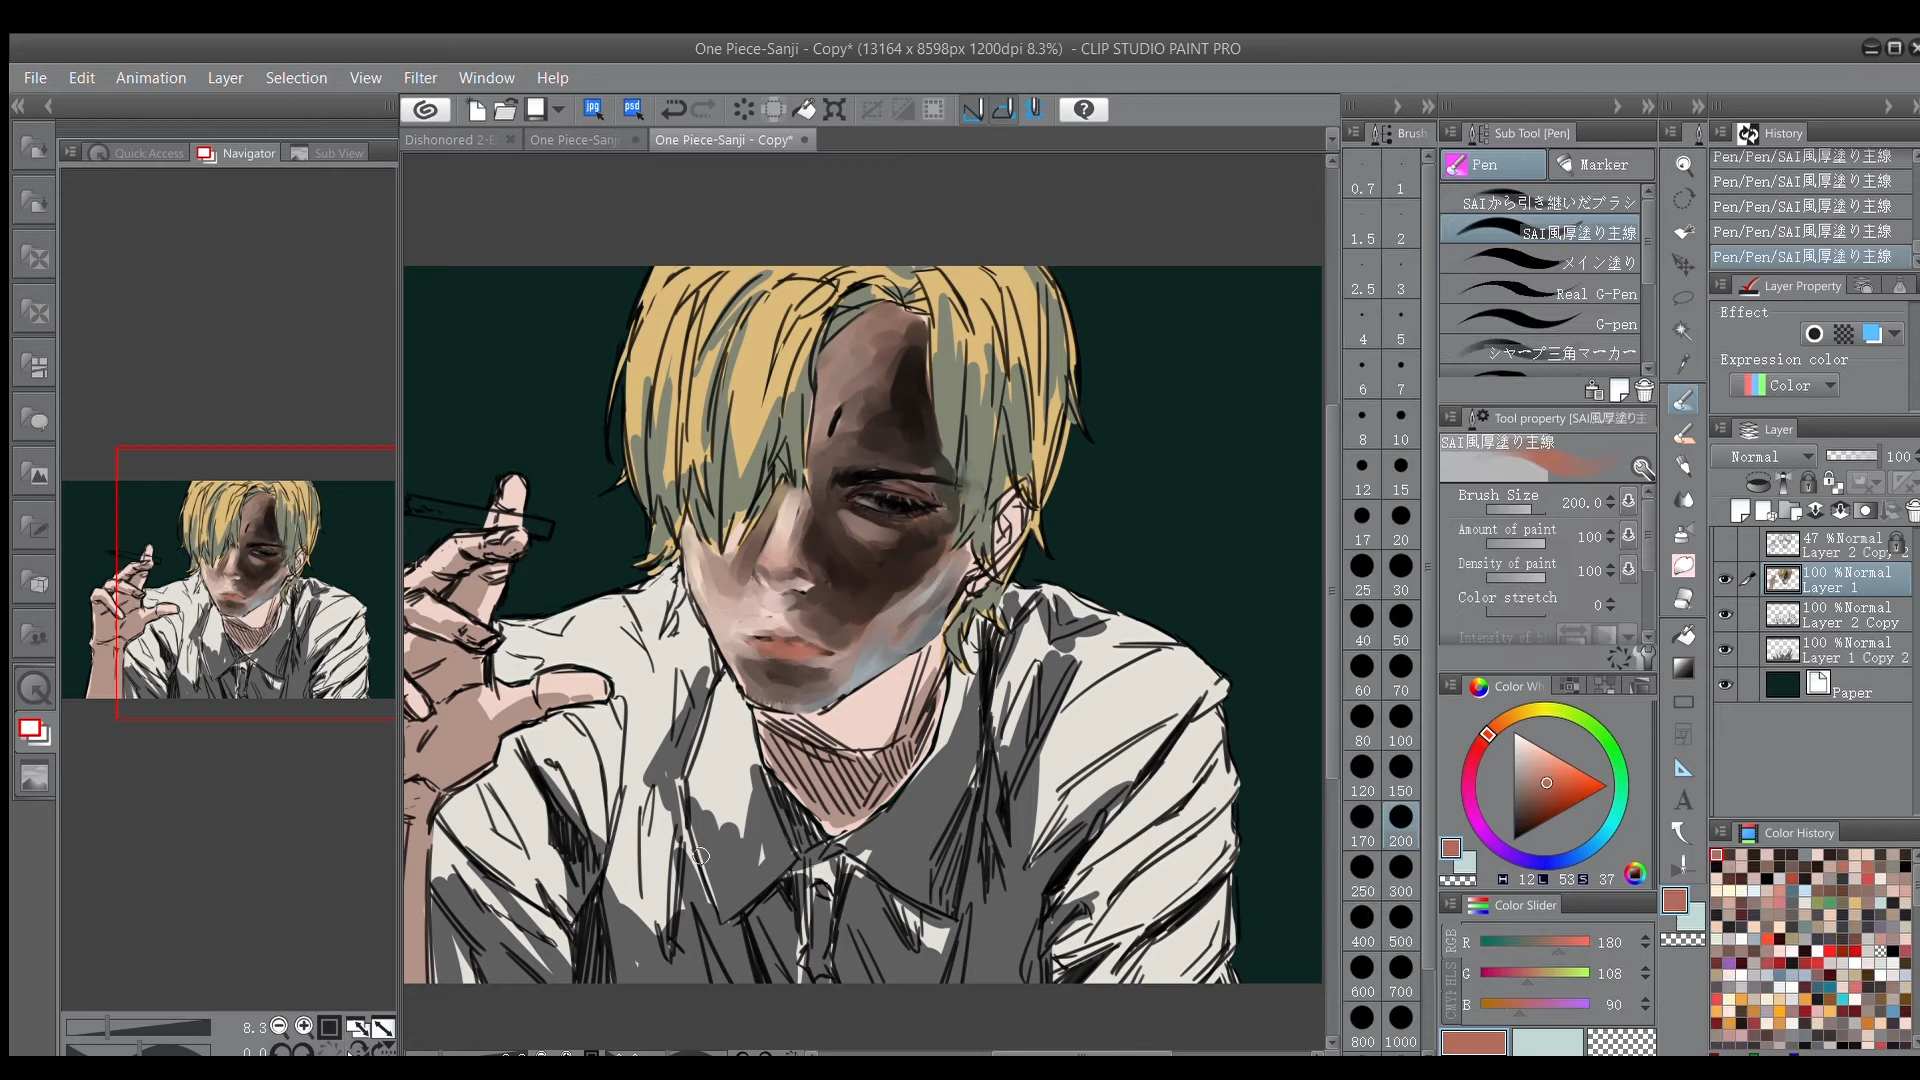 One Piece-Sanji - Copy* (13164 x 8598px 1200dpi 8.3%) - CLIP STUDIO PAINT PRO
File Edit Animation Layer Selection View Filter Window Help
jpg psd
Dishonored 2-E One Piece-Sanji One Piece-Sanji - Copy*
Quick Access Navigator Sub View
8.3
Brush
0.7 1
1.5 2
2.5 3
4 5
6 7
8 10
12 15
17 20
25 30
40 50
60 70
80 100
120 150
170 200
250 300
400 500
600 700
800 1000
Sub Tool [Pen]
Pen Marker
SAIから引き継いだブラシ
SAI風厚塗り主線
メイン塗り
Real G-Pen
G-pen
シャープ三角マーカー
Tool property [SAI風厚塗り主
SAI風厚塗り主線
Brush Size 200.0
Amount of paint 100
Density of paint 100
Color stretch 0
Color Wh
H 12 L 53 S 37
Color Slider
RGB
HLS
CMYK
R 180
G 108
B 90
History
Pen/Pen/SAI風厚塗り主線
Pen/Pen/SAI風厚塗り主線
Pen/Pen/SAI風厚塗り主線
Pen/Pen/SAI風厚塗り主線
Pen/Pen/SAI風厚塗り主線
Layer Property
Effect
Expression color
Color
Layer
Normal 100
47 %Normal
Layer 2 Copy 2
100 %Normal
Layer 1
100 %Normal
Layer 2 Copy
100 %Normal
Layer 1 Copy 2
Paper
Color History